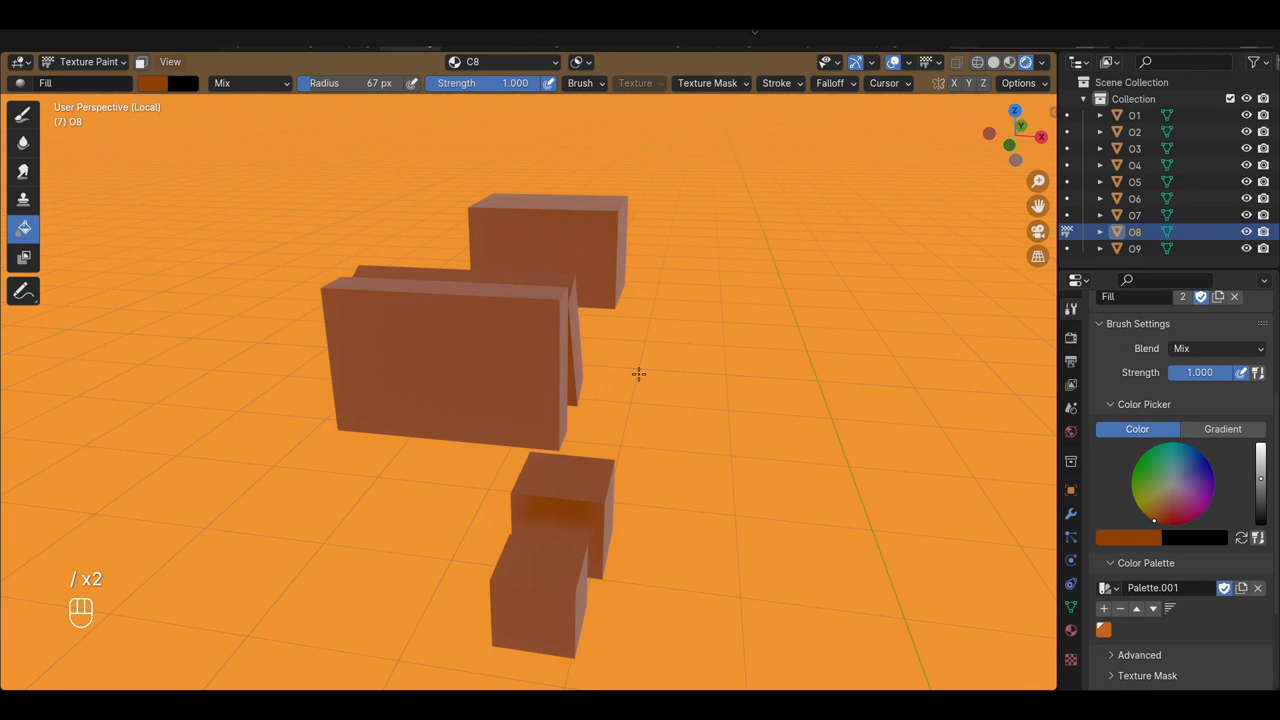 Texture Paint View C8
Fill Mix Radius 67 px Strength 1.000 Brush Texture Texture Mask Stroke Falloff Cursor X Y Z Options
User Perspective (Local)
(7) O8
Z
Y
X
/ x2
Scene Collection
Collection
O1
O2
O3
O4
O5
O6
O7
O8
O9
Fill 2
Brush Settings
Blend Mix
Strength 1.000
Color Picker
Color Gradient
Color Palette
Palette.001
Advanced
Texture Mask